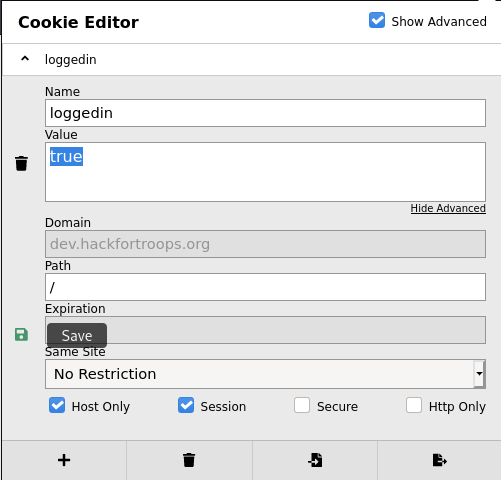 Cookie Editor
Show Advanced
loggedin
Name
loggedin
Value
true
Hide Advanced
Domain
dev.hackfortroops.org
Path
/
Expiration
Save
Same Site
No Restriction
Host Only
Session
Secure
Http Only